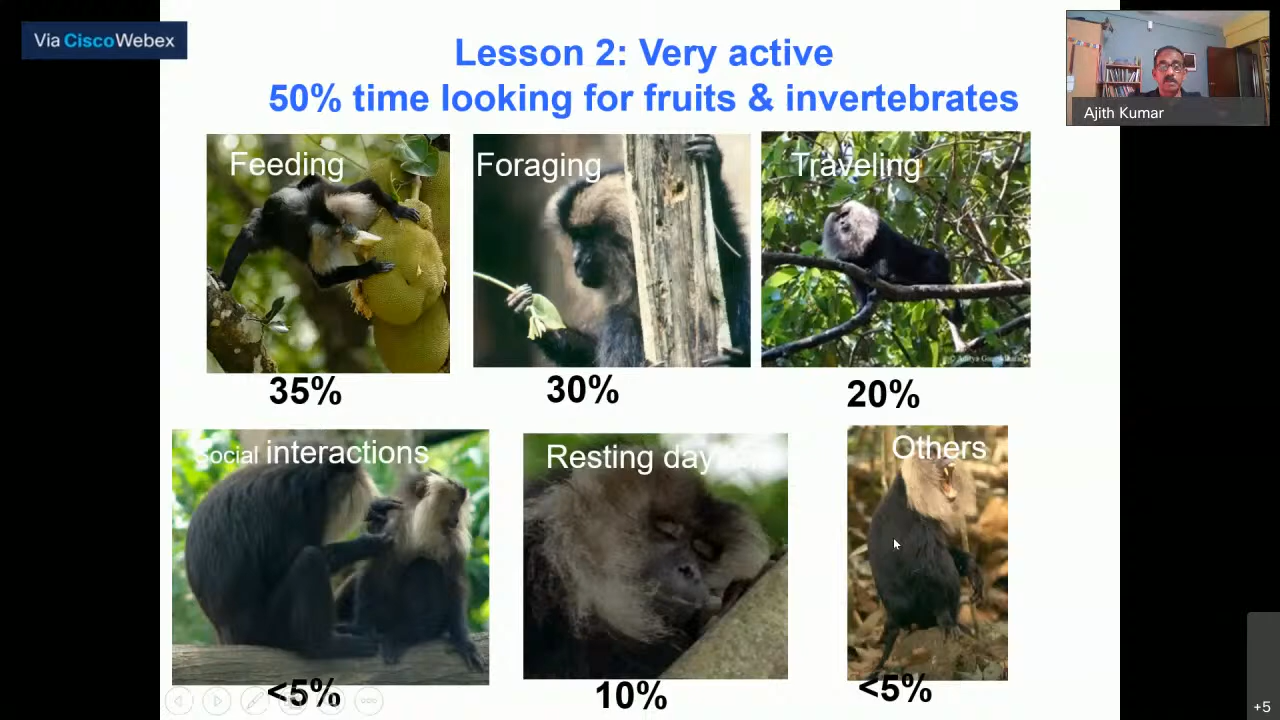 Via CiscoWebex
Lesson 2: Very active
50% time looking for fruits & invertebrates
Ajith Kumar
Feeding
Foraging
Traveling
35%
30%
20%
Social interactions
Resting day
Others
<5%
10%
<5%
+5